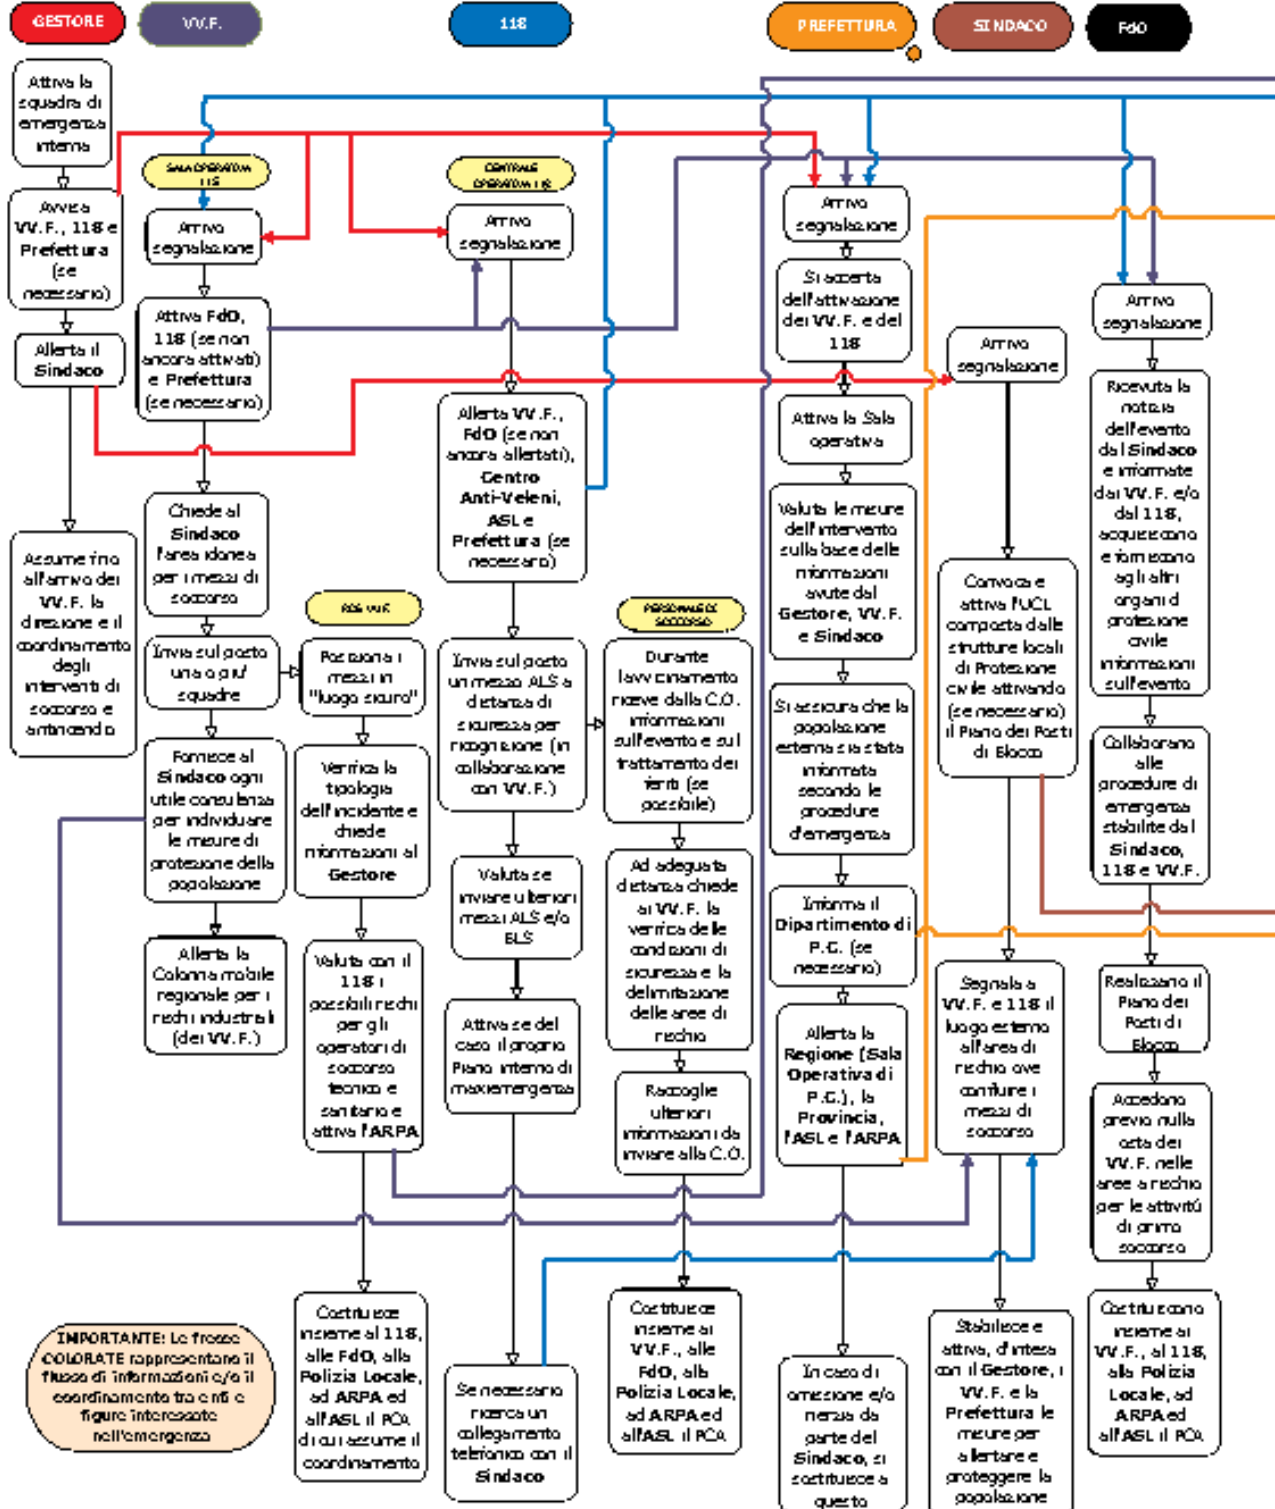 GESTORE
VV.F.
118
PREFETTURA
SINDACO
FdO
Attiva la
squadra di
emergenza
interna
Avvisa
VV.F., 118 e
Prefettura
(se
necessario)
Allerta il
Sindaco
Assume fino
all'arrivo dei
VV.F. la
direzione e il
coordinamento
degli
interventi di
soccorso e
antincendio
SALA OPERATIVA
115
Arrivo
segnalazione
Attiva FdO,
118 (se non
ancora attivati)
e Prefettura
(se necessario)
Chiede al
Sindaco
l'area idonea
per i mezzi di
soccorso
Invia sul posto
una o piu'
squadre
Fornisce al
Sindaco ogni
utile consulenza
per individuare
le misure di
protezione della
popolazione
Allerta la
Colonna mobile
regionale per i
rischi industriali
(dei VV.F.)
Posiziona i
mezzi in
"luogo sicuro"
Verifica la
tipologia
dell'incidente e
chiede
informazioni al
Gestore
Valuta con il
118 i
possibili rischi
per gli
operatori di
soccorso
tecnico e
sanitario e
attiva l'ARPA
Costituisce
insieme al 118,
alle FdO, alla
Polizia Locale,
ad ARPA ed
all'ASL il PCA
di cui assume il
coordinamento
CENTRALE
OPERATIVA 118
Arrivo
segnalazione
Allerta VV.F.,
FdO (se non
ancora allertati),
Centro
Anti-Veleni,
ASL e
Prefettura (se
necessario)
Invia sul posto
un mezzo ALS a
distanza di
sicurezza per
ricognizione (in
collaborazione
con VV.F.)
Valuta se
inviare ulteriori
mezzi ALS e/o
BLS
Attiva se del
caso il proprio
Piano interno di
maxiemergenza
Se necessario
ricerca un
collegamento
telefonico con il
Sindaco
PERSONALE DI
SOCCORSO
Durante
l'avvicinamento
riceve dalla C.O.
informazioni
sull'evento e sul
trattamento dei
feriti (se
possibile)
Ad adeguata
distanza chiede
ai VV.F. la
verifica delle
condizioni di
sicurezza e la
delimitazione
delle aree di
rischio
Raccoglie
ulteriori
informazioni da
inviare alla C.O.
Costituisce
insieme ai
VV.F., alle
FdO, alla
Polizia Locale,
ad ARPA ed
all'ASL il PCA
Arrivo
segnalazione
Si accerta
dell'attivazione
dei VV.F. e del
118
Attiva la Sala
operativa
Valuta le misure
dell'intervento
sulla base delle
informazioni
avute dal
Gestore, VV.F.
e Sindaco
Si assicura che la
popolazione
esterna sia stata
informata
secondo le
procedure
d'emergenza
Informa il
Dipartimento di
P.C. (se
necessario)
Allerta la
Regione (Sala
Operativa di
P.C.), la
Provincia,
l'ASL e l'ARPA
In caso di
omissione e/o
inerzia da
parte del
Sindaco, si
sostituisce a
questo
Arrivo
segnalazione
Convoca e
attiva l'UCL
composta dalle
strutture locali
di Protezione
civile attivando
(se necessario)
il Piano dei Posti
di Blocco
Segnala a
VV.F. e 118 il
luogo esterno
all'area di
rischio ove
confluire i
mezzi di
soccorso
Stabilisce e
attiva, d'intesa
con il Gestore, i
VV.F. e la
Prefettura le
misure per
allertare e
proteggere la
popolazione
Arrivo
segnalazione
Ricevuta la
notizia
dell'evento
dal Sindaco
e informate
dai VV.F. e/o
dal 118,
acquisiscono
e forniscono
agli altri
organi di
protezione
civile
informazioni
sull'evento
Collaborano
alle
procedure di
emergenza
stabilite dal
Sindaco,
118 e VV.F.
Realizzano il
Piano dei
Posti di
Blocco
Accedono
previo nulla
osta dei
VV.F. nelle
aree a rischio
per le attività
di primo
soccorso
Costituiscono
insieme ai
VV.F., al 118,
alla Polizia
Locale, ad
ARPA ed
all'ASL il PCA
IMPORTANTE: Le frecce
COLORATE rappresentano il
flusso di informazioni e/o il
coordinamento tra enti e
figure interessate
nell'emergenza